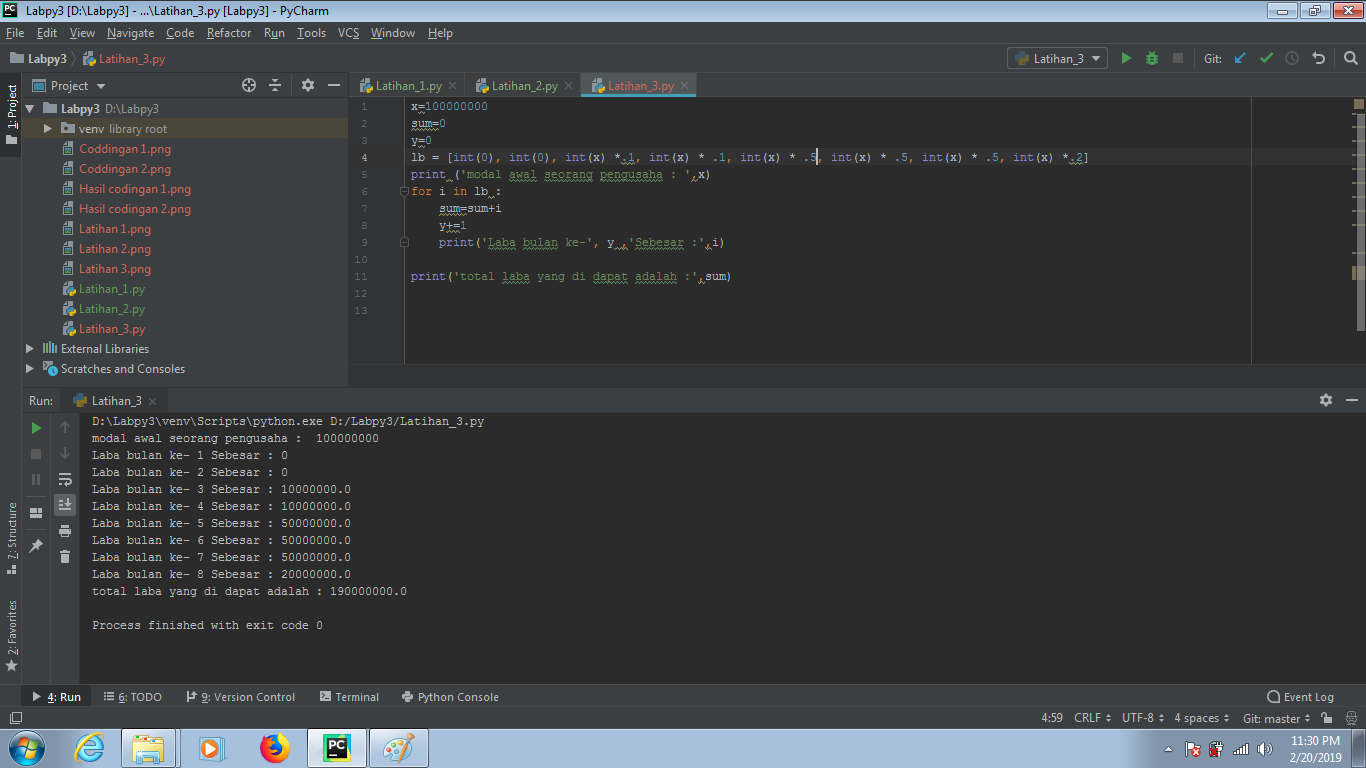 Labpy3 [D:\Labpy3] - ...\Latihan_3.py [Labpy3] - PyCharm
File Edit View Navigate Code Refactor Run Tools VCS Window Help
Labpy3 Latihan_3.py Latihan_3 Git:
1: Project
Project
Latihan_1.py Latihan_2.py Latihan_3.py
Labpy3 D:\Labpy3
venv library root
Coddingan 1.png
Coddingan 2.png
Hasil codingan 1.png
Hasil codingan 2.png
Latihan 1.png
Latihan 2.png
Latihan 3.png
Latihan_1.py
Latihan_2.py
Latihan_3.py
External Libraries
Scratches and Consoles
1 x=100000000
2 sum=0
3 y=0
4 lb = [int(0), int(0), int(x) *.1, int(x) * .1, int(x) * .5, int(x) * .5, int(x) * .5, int(x) *.2]
5 print ('modal awal seorang pengusaha : ',x)
6 for i in lb :
7 sum=sum+i
8 y+=1
9 print('Laba bulan ke-', y ,'Sebesar :',i)
10
11 print('total laba yang di dapat adalah :',sum)
12
13
Run: Latihan_3
D:\Labpy3\venv\Scripts\python.exe D:/Labpy3/Latihan_3.py
modal awal seorang pengusaha :  100000000
Laba bulan ke- 1 Sebesar : 0
Laba bulan ke- 2 Sebesar : 0
Laba bulan ke- 3 Sebesar : 10000000.0
Laba bulan ke- 4 Sebesar : 10000000.0
Laba bulan ke- 5 Sebesar : 50000000.0
Laba bulan ke- 6 Sebesar : 50000000.0
Laba bulan ke- 7 Sebesar : 50000000.0
Laba bulan ke- 8 Sebesar : 20000000.0
total laba yang di dapat adalah : 190000000.0
Process finished with exit code 0
7: Structure
2: Favorites
4: Run 6: TODO 9: Version Control Terminal Python Console Event Log
4:59 CRLF UTF-8 4 spaces Git: master
PC
11:30 PM
2/20/2019